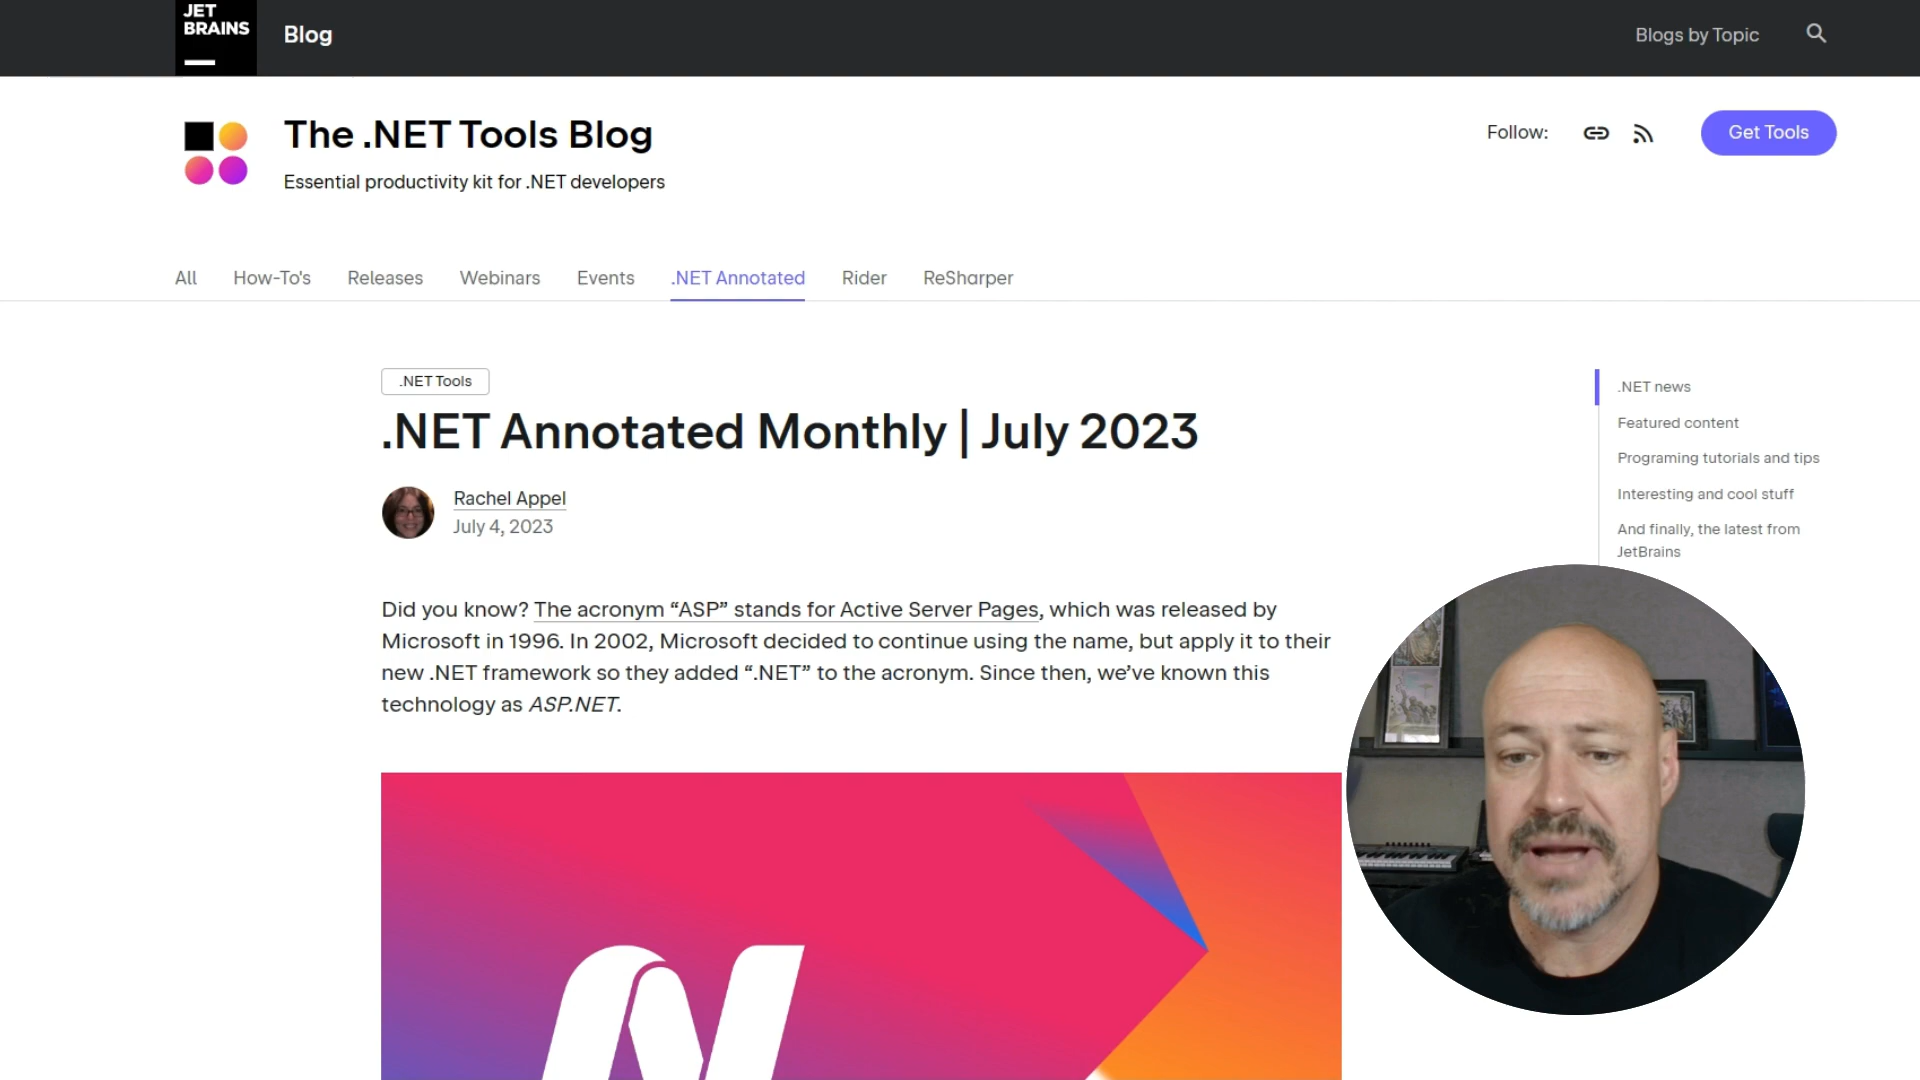 JET
BRAINS
Blog
Blogs by Topic
The .NET Tools Blog
Essential productivity kit for .NET developers
Follow:
Get Tools
All
How-To's
Releases
Webinars
Events
.NET Annotated
Rider
ReSharper
.NET Tools
.NET Annotated Monthly | July 2023
Rachel Appel
July 4, 2023
Did you know? The acronym “ASP” stands for Active Server Pages, which was released by
Microsoft in 1996. In 2002, Microsoft decided to continue using the name, but apply it to their
new .NET framework so they added “.NET” to the acronym. Since then, we’ve known this
technology as ASP.NET.
.NET news
Featured content
Programing tutorials and tips
Interesting and cool stuff
And finally, the latest from
JetBrains